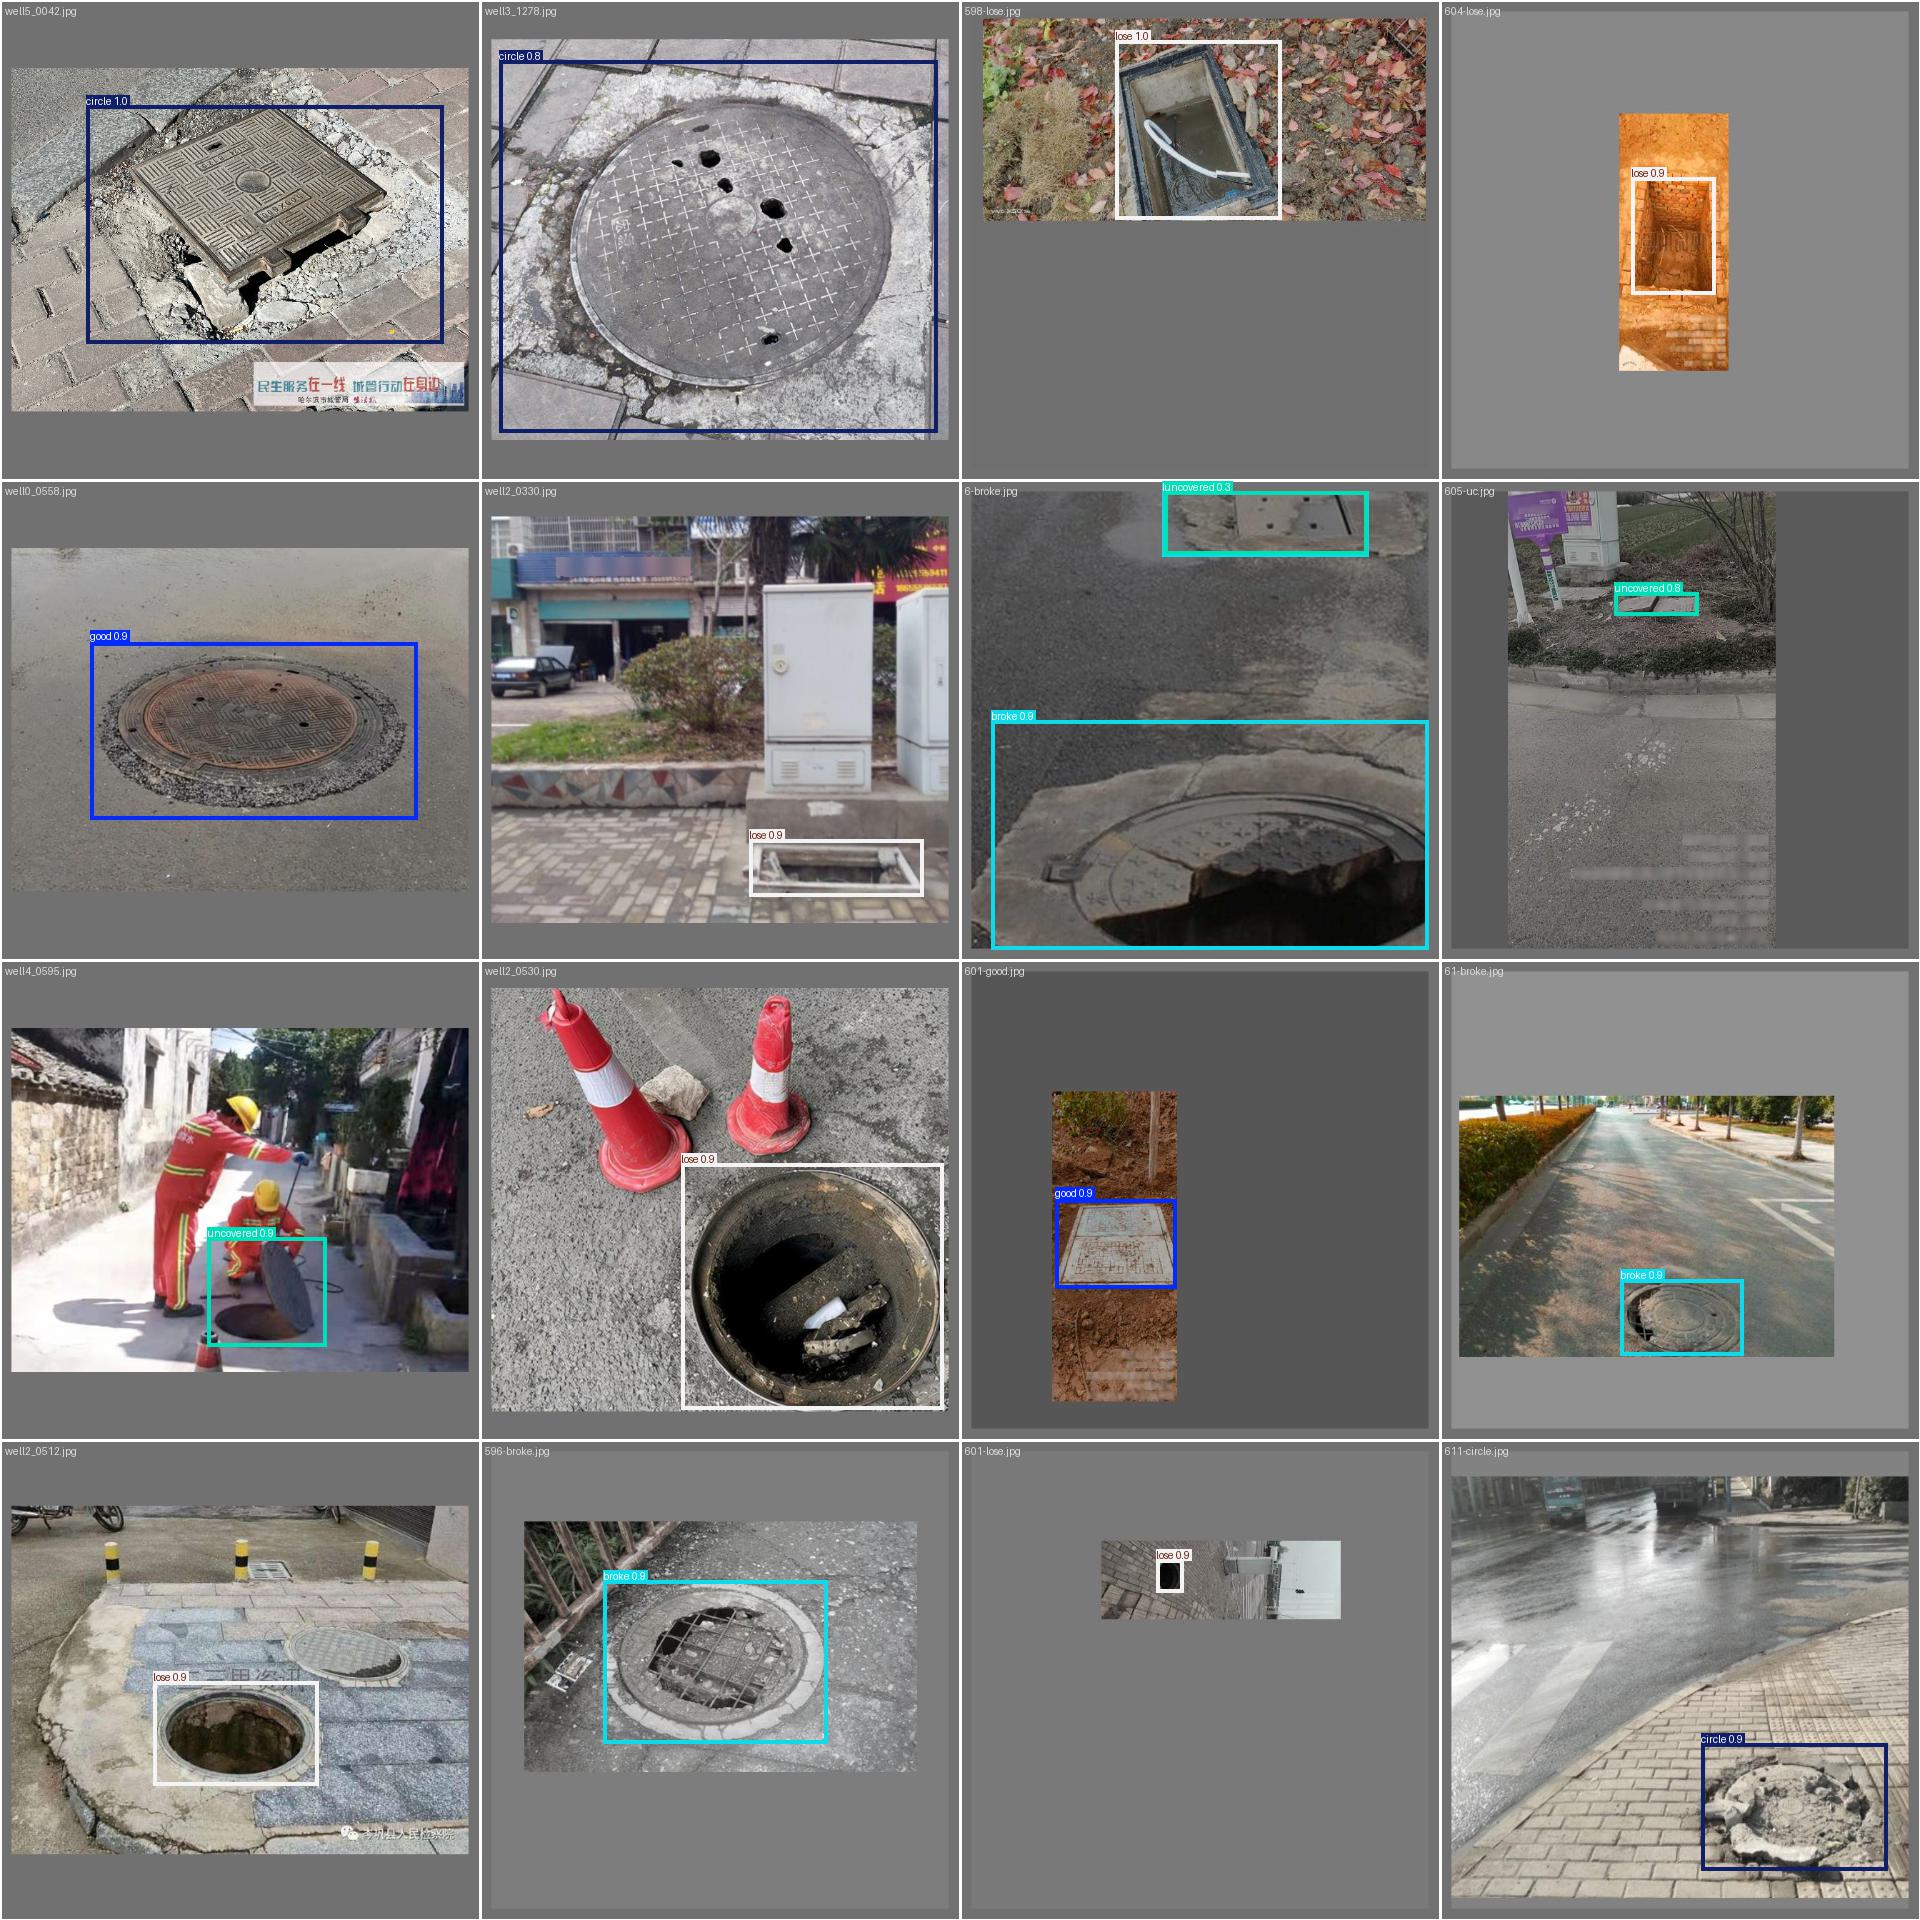 well5_0042.jpg
circle 1.0
民生服务在一线 城管行动在身边
哈尔滨市城管局
well3_1278.jpg
circle 0.8
598-lose.jpg
lose 1.0
604-lose.jpg
lose 0.9
well0_0558.jpg
good 0.9
well2_0330.jpg
lose 0.9
6-broke.jpg
uncovered 0.3
broke 0.9
605-uc.jpg
uncovered 0.8
well4_0595.jpg
uncovered 0.9
well2_0530.jpg
lose 0.9
601-good.jpg
good 0.9
61-broke.jpg
broke 0.9
well2_0512.jpg
lose 0.9
岑巩县人民检察院
596-broke.jpg
broke 0.9
601-lose.jpg
lose 0.9
611-circle.jpg
circle 0.9